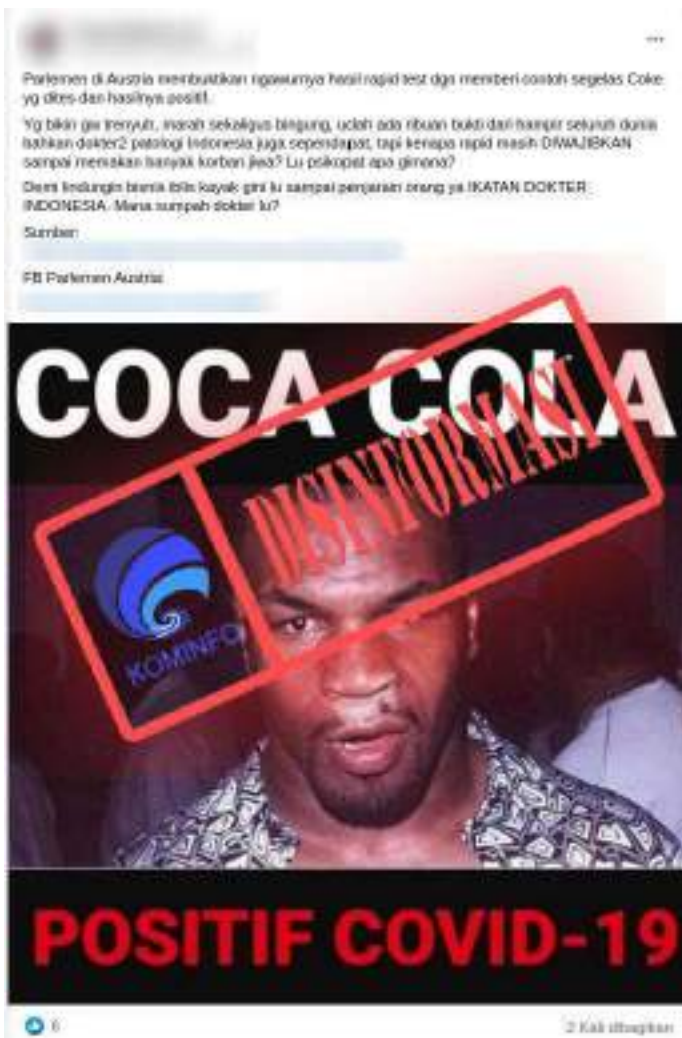 Parlemen di Austria membuktikan ngawurnya hasil rapid test dgn memberi contoh segelas Coke
yg dites dan hasilnya positif.
Yg bikin gw trenyuh, marah sekaligus bingung, udah ada ribuan bukti dari hampir seluruh dunia
bahkan dokter2 patologi Indonesia juga sependapat, tapi kenapa rapid masih DIWAJIBKAN
sampai memakan banyak korban jiwa? Lu psikopat apa gimana?
Demi lindungin bisnis iblis kayak gini lu sampai penjarain orang ya IKATAN DOKTER
INDONESIA. Mana sumpah dokter lu?
Sumber:
FB Parlemen Austria:
COCA COLA
DISINFORMASI
KOMINFO
POSITIF COVID-19
6
2 Kali dibagikan